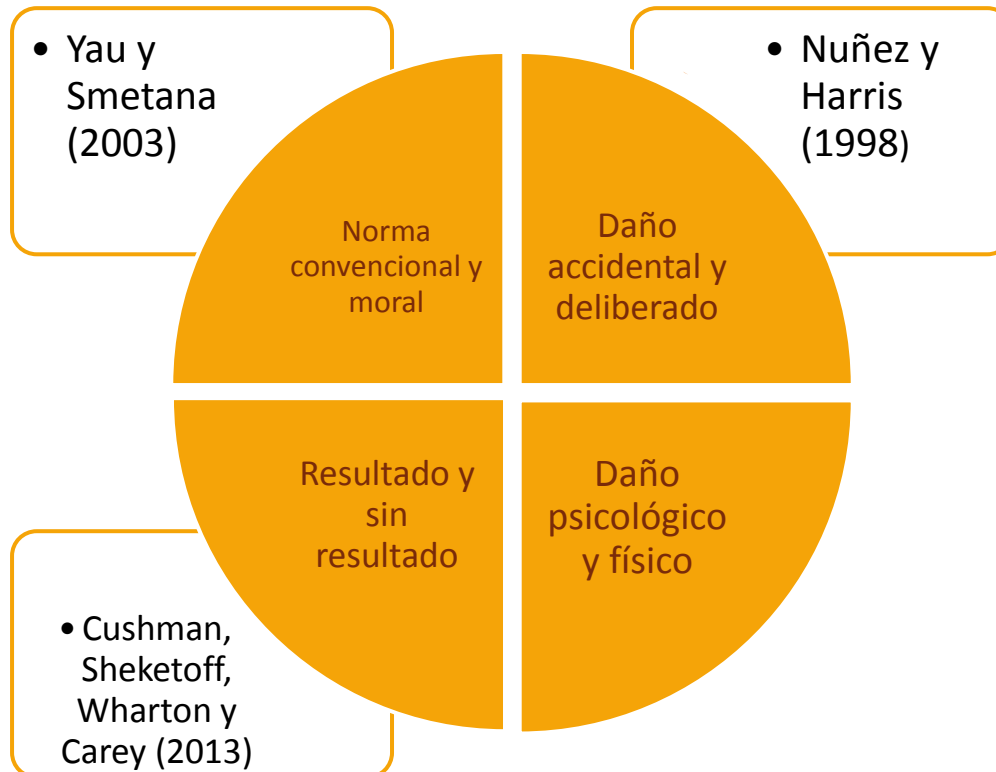 • Yau y
Smetana
(2003)
• Nuñez y
Harris
(1998)
Norma
convencional y
moral
Daño
accidental y
deliberado
Resultado y
sin
resultado
Daño
psicológico
y físico
• Cushman,
Sheketoff,
Wharton y
Carey (2013)